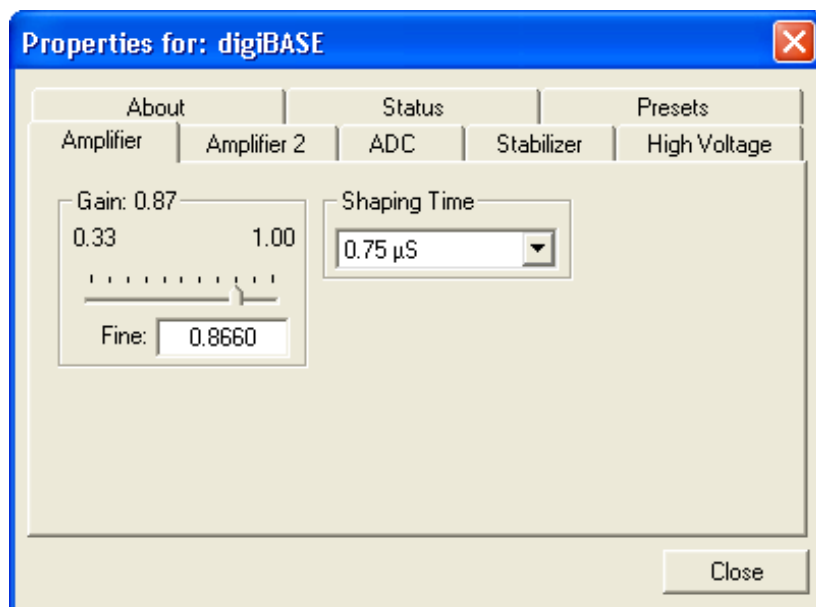 Properties for: digiBASE
About Status Presets
Amplifier Amplifier 2 ADC Stabilizer High Voltage
Gain: 0.87 Shaping Time
0.33 1.00 0.75 µS
Fine: 0.8660
Close